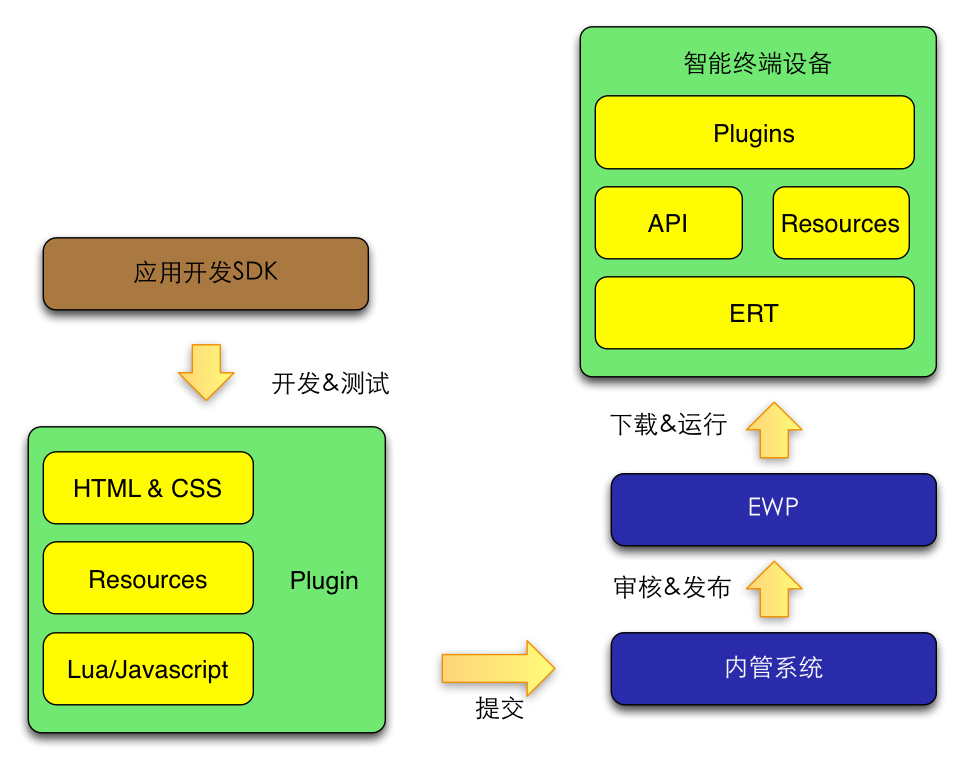 智能终端设备
Plugins
API
Resources
ERT
应用开发SDK
开发&测试
下载&运行
HTML & CSS
Resources
Plugin
Lua/Javascript
EWP
审核&发布
内管系统
提交